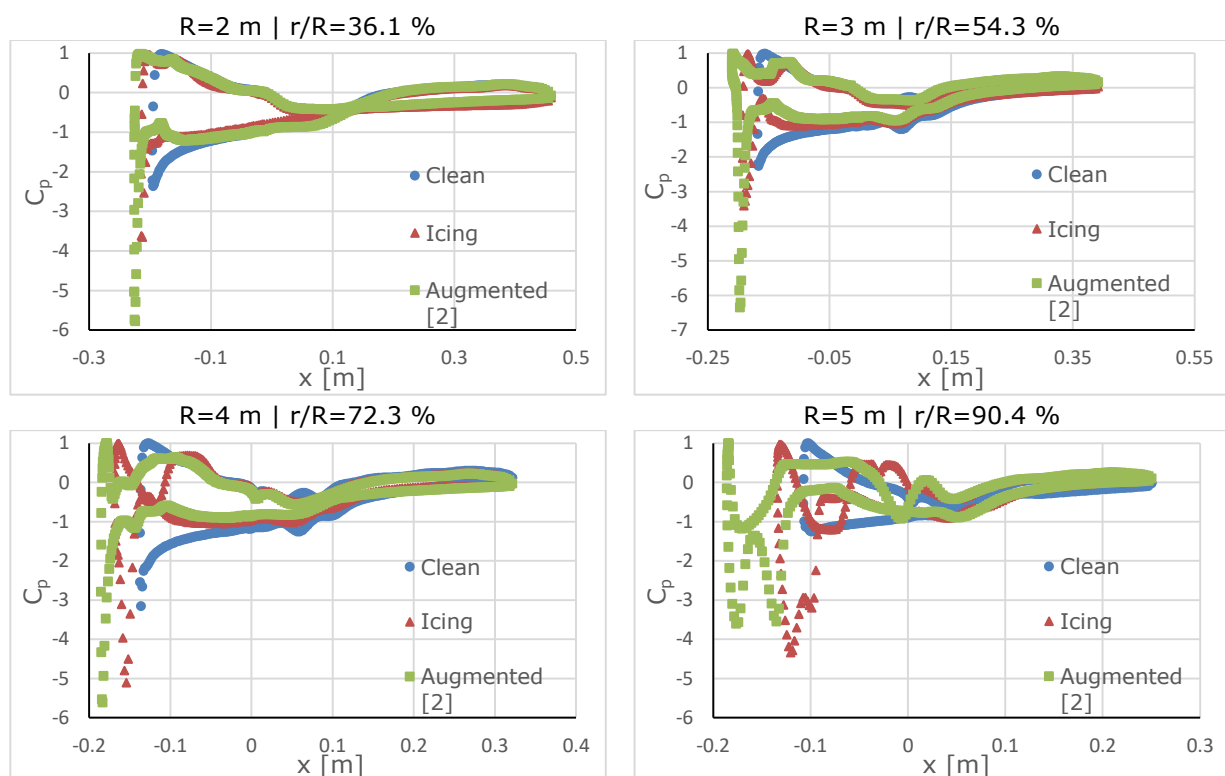 R=2 m | r/R=36.1 %
1
0
-1
-2
-3
-4
-5
-6
Cp
Clean
Icing
Augmented
[2]
-0.3
-0.1
0.1
0.3
0.5
x [m]
R=3 m | r/R=54.3 %
1
0
-1
-2
-3
-4
-5
-6
-7
Cp
Clean
Icing
Augmented
[2]
-0.25
-0.05
0.15
0.35
0.55
x [m]
R=4 m | r/R=72.3 %
1
0
-1
-2
-3
-4
-5
-6
Cp
Clean
Icing
Augmented
[2]
-0.2
-0.1
0
0.1
0.2
0.3
0.4
x [m]
R=5 m | r/R=90.4 %
1
0
-1
-2
-3
-4
-5
-6
Cp
Clean
Icing
Augmented
[2]
-0.2
-0.1
0
0.1
0.2
0.3
x [m]